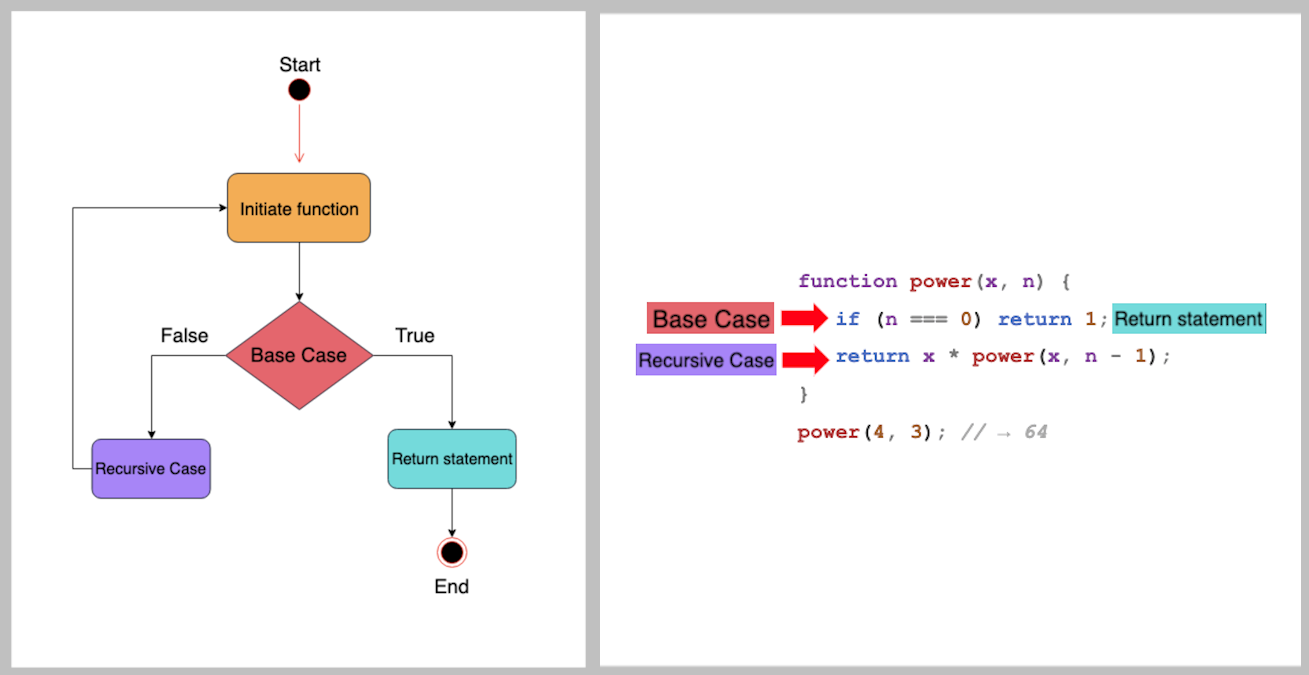 Start
Initiate function
False
True
Base Case
Recursive Case
Return statement
End
function power(x, n) {
Base Case
if (n === 0) return 1; Return statement
Recursive Case
return x * power(x, n - 1);
}
power(4, 3); // → 64